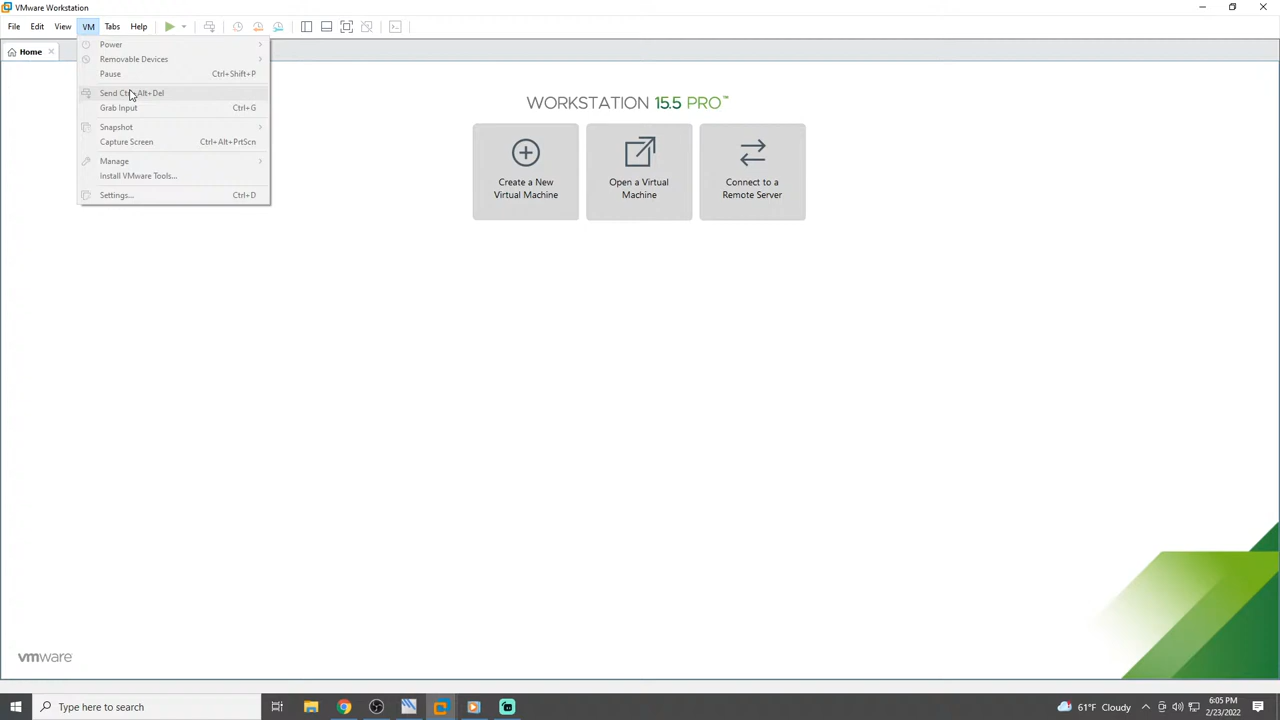 VMware Workstation
File Edit View VM Tabs Help
Home
Power
Removable Devices
Pause Ctrl+Shift+P
Send Ctrl+Alt+Del
Grab Input Ctrl+G
Snapshot
Capture Screen Ctrl+Alt+PrtScn
Manage
Install VMware Tools...
Settings... Ctrl+D
WORKSTATION 15.5 PRO™
Create a New
Virtual Machine
Open a Virtual
Machine
Connect to a
Remote Server
vmware
Type here to search
61°F Cloudy
6:05 PM
2/23/2022